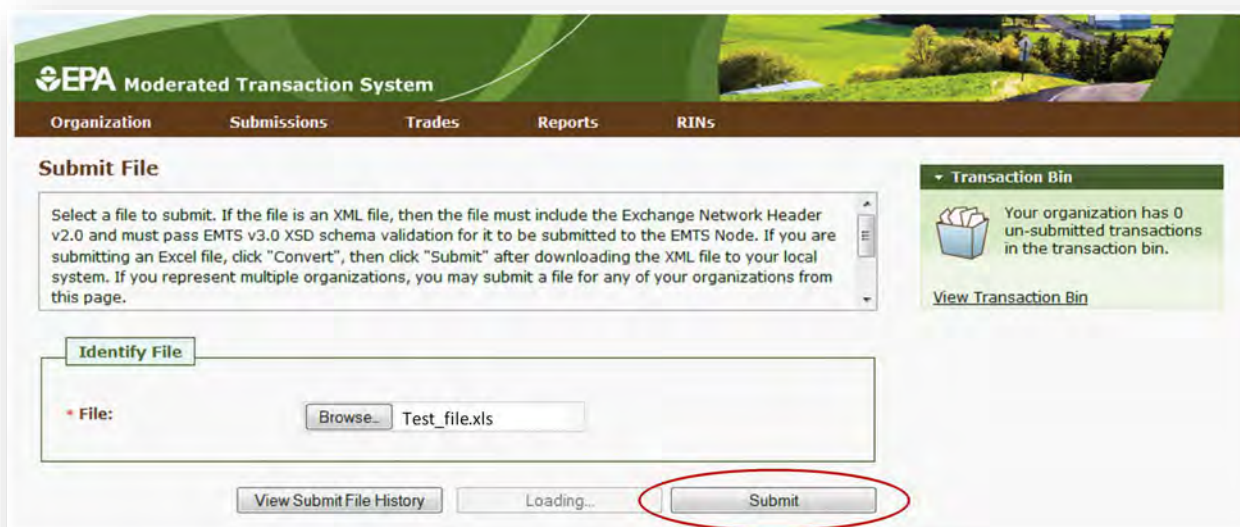 EPA Moderated Transaction System
Organization Submissions Trades Reports RINs
Submit File
Select a file to submit. If the file is an XML file, then the file must include the Exchange Network Header
v2.0 and must pass EMTS v3.0 XSD schema validation for it to be submitted to the EMTS Node. If you are
submitting an Excel file, click "Convert", then click "Submit" after downloading the XML file to your local
system. If you represent multiple organizations, you may submit a file for any of your organizations from
this page.
Transaction Bin
Your organization has 0
un-submitted transactions
in the transaction bin.
View Transaction Bin
Identify File
* File: Browse... Test_file.xls
View Submit File History Loading... Submit